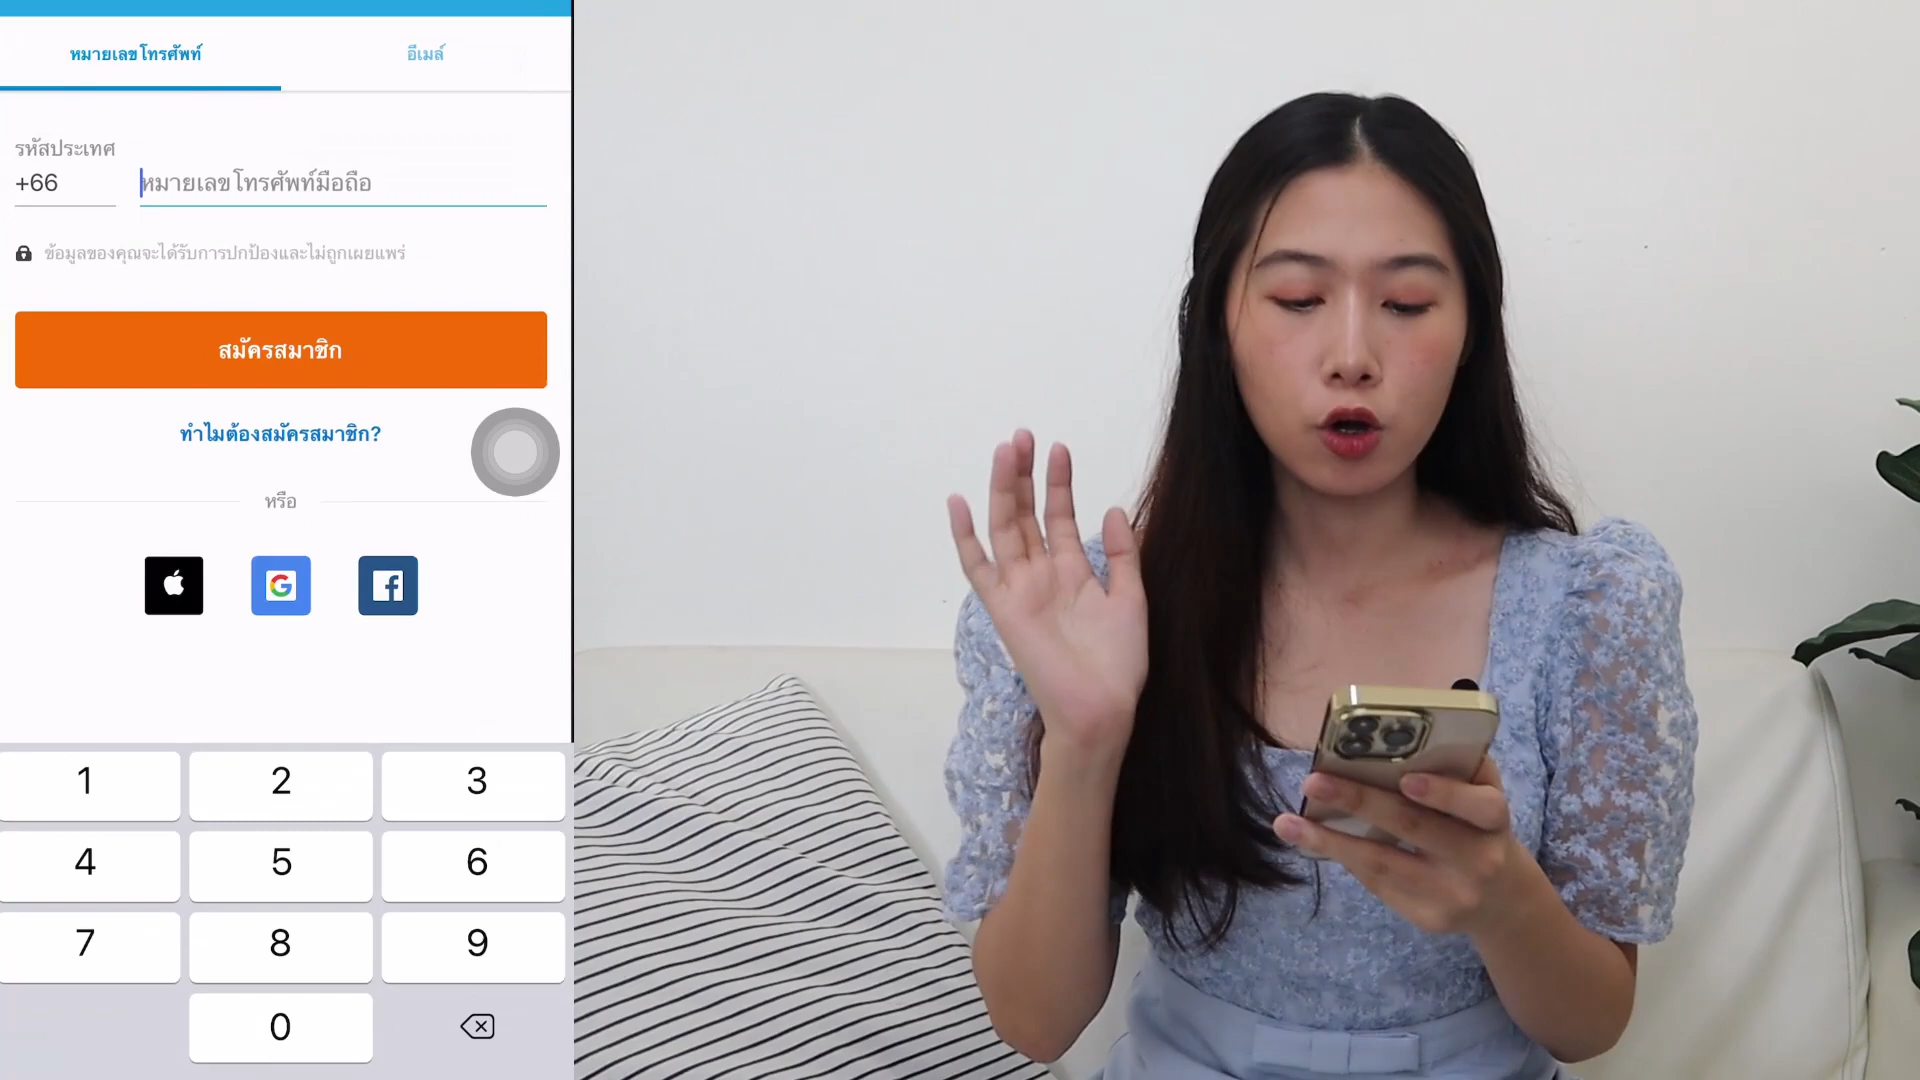 หมายเลขโทรศัพท์
อีเมล์
รหัสประเทศ
+66
หมายเลขโทรศัพท์มือถือ
ข้อมูลของคุณจะได้รับการปกป้องและไม่ถูกเผยแพร่
สมัครสมาชิก
ทำไมต้องสมัครสมาชิก?
หรือ
1 2 3
4 5 6
7 8 9
0